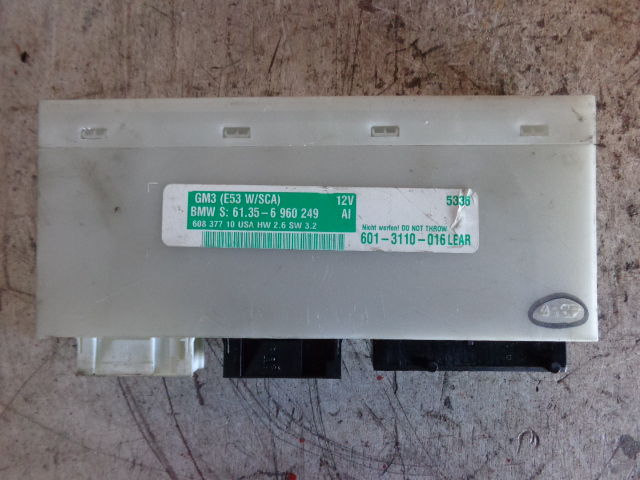 GM3 (E53 W/SCA) 12V 5336
BMW S: 61.35-6 960 249 AI
608 377 10 USA HW 2.6 SW 3.2
Nicht werfen! DO NOT THROW
601-3110-016 LEAR